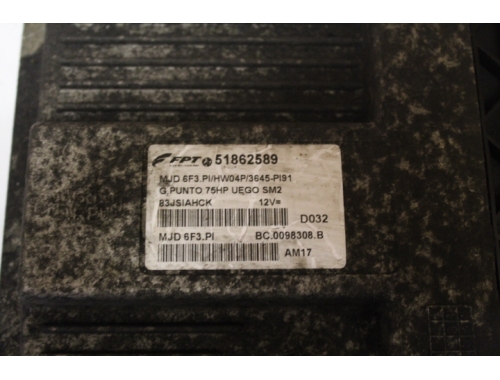 FPT 51862589
MJD 6F3.PI/HW04P/3645-PI91
G.PUNTO 75HP UEGO SM2
83JSIAHCK 12V=
D032
MJD 6F3.PI BC.0098308.B
AM17